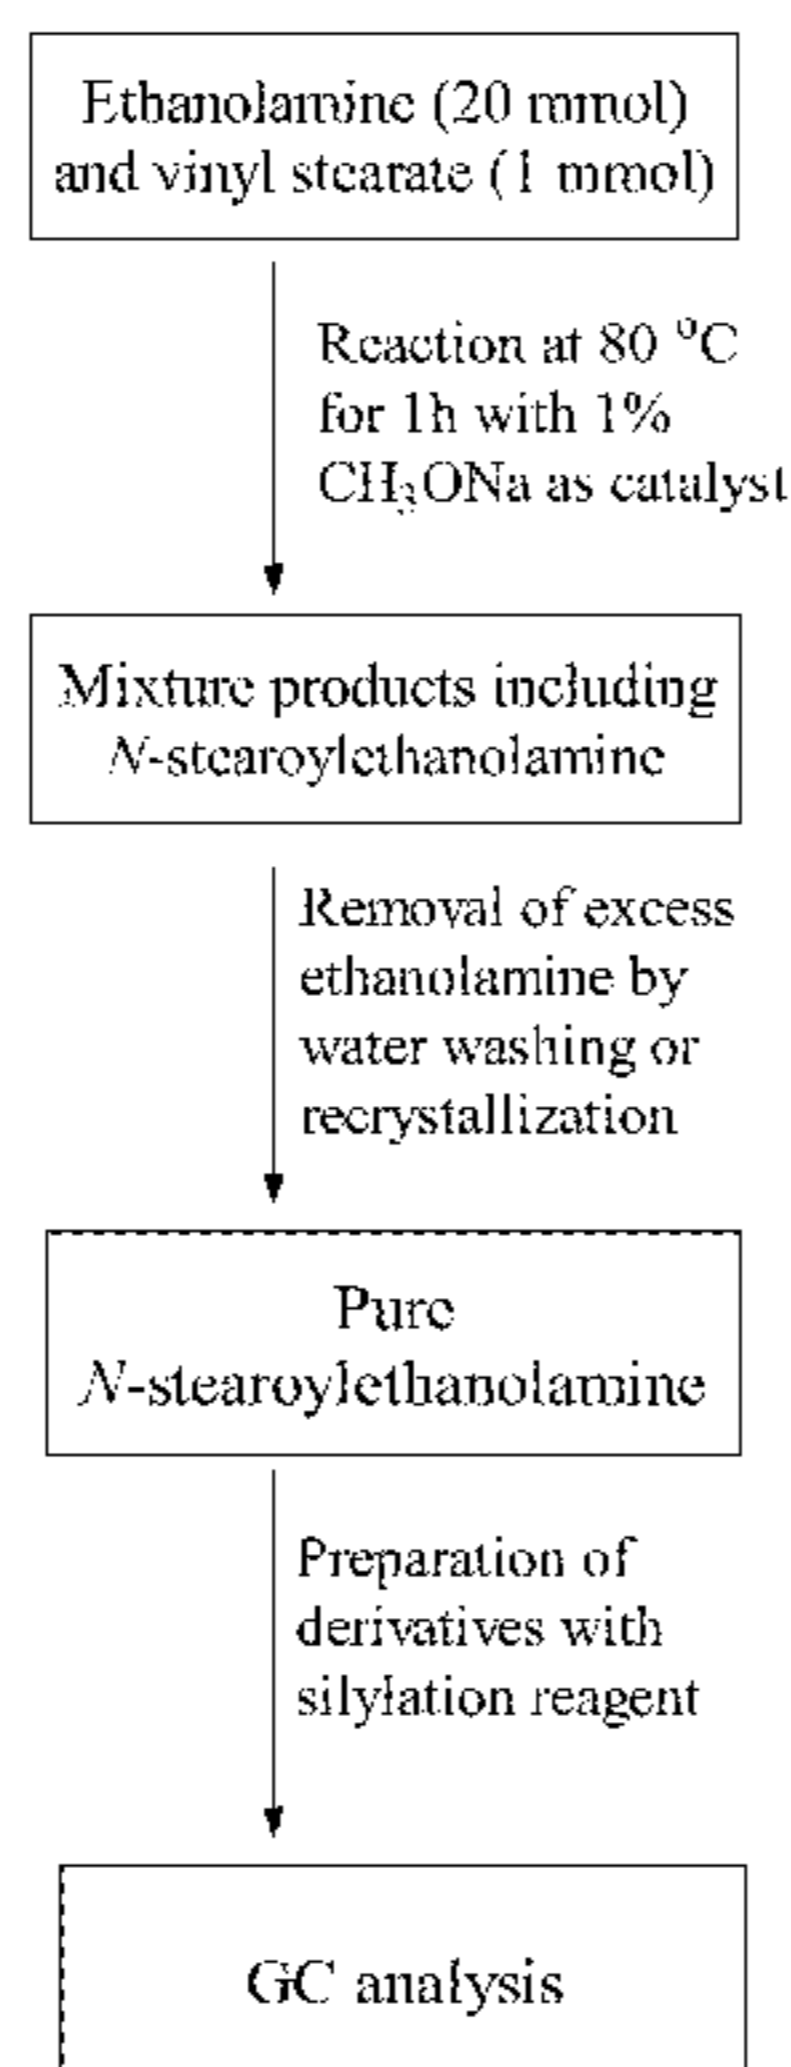 Ethanolamine (20 mmol)
and vinyl stearate (1 mmol)
Reaction at 80 °C
for 1h with 1%
CH₃ONa as catalyst
Mixture products including
N-stearoylethanolamine
Removal of excess
ethanolamine by
water washing or
recrystallization
Pure
N-stearoylethanolamine
Preparation of
derivatives with
silylation reagent
GC analysis